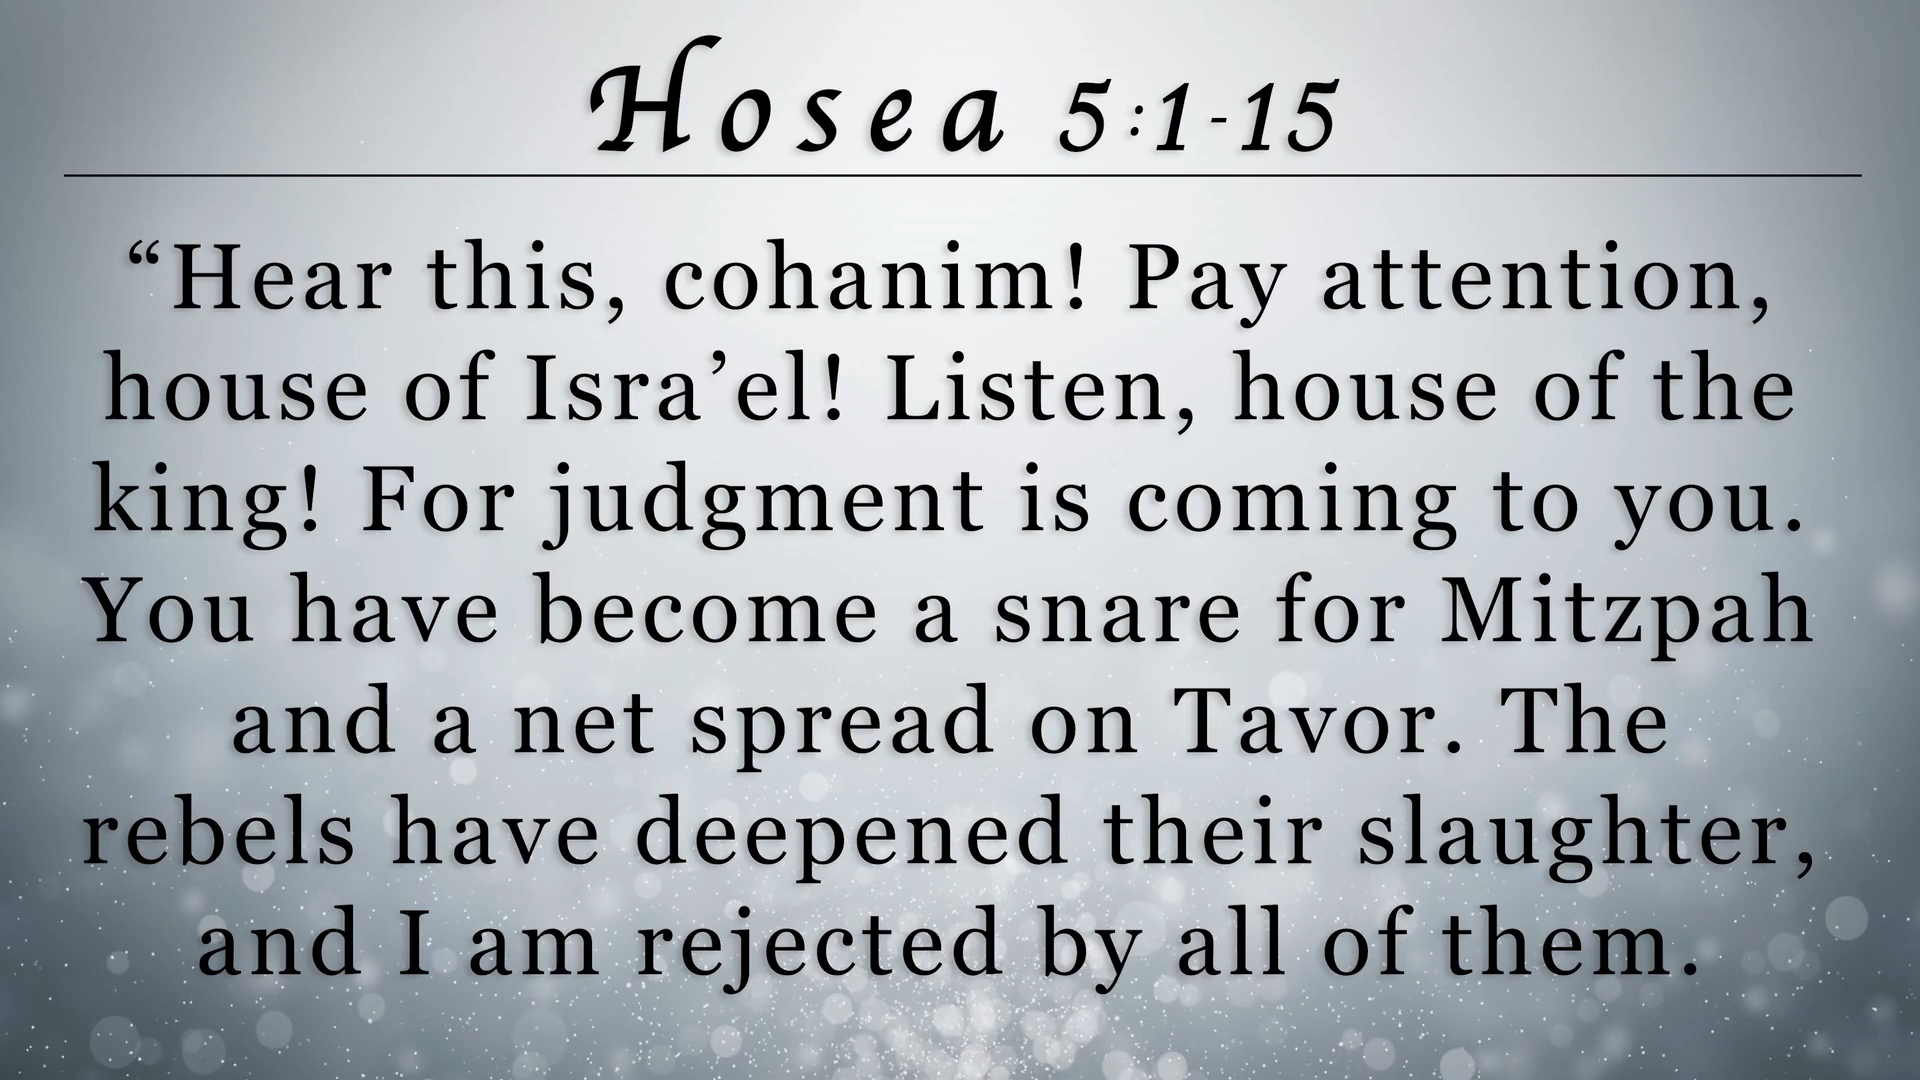 Hosea 5:1-15
“Hear this, cohanim! Pay attention,
house of Isra’el! Listen, house of the
king! For judgment is coming to you.
You have become a snare for Mitzpah
and a net spread on Tavor. The
rebels have deepened their slaughter,
and I am rejected by all of them.